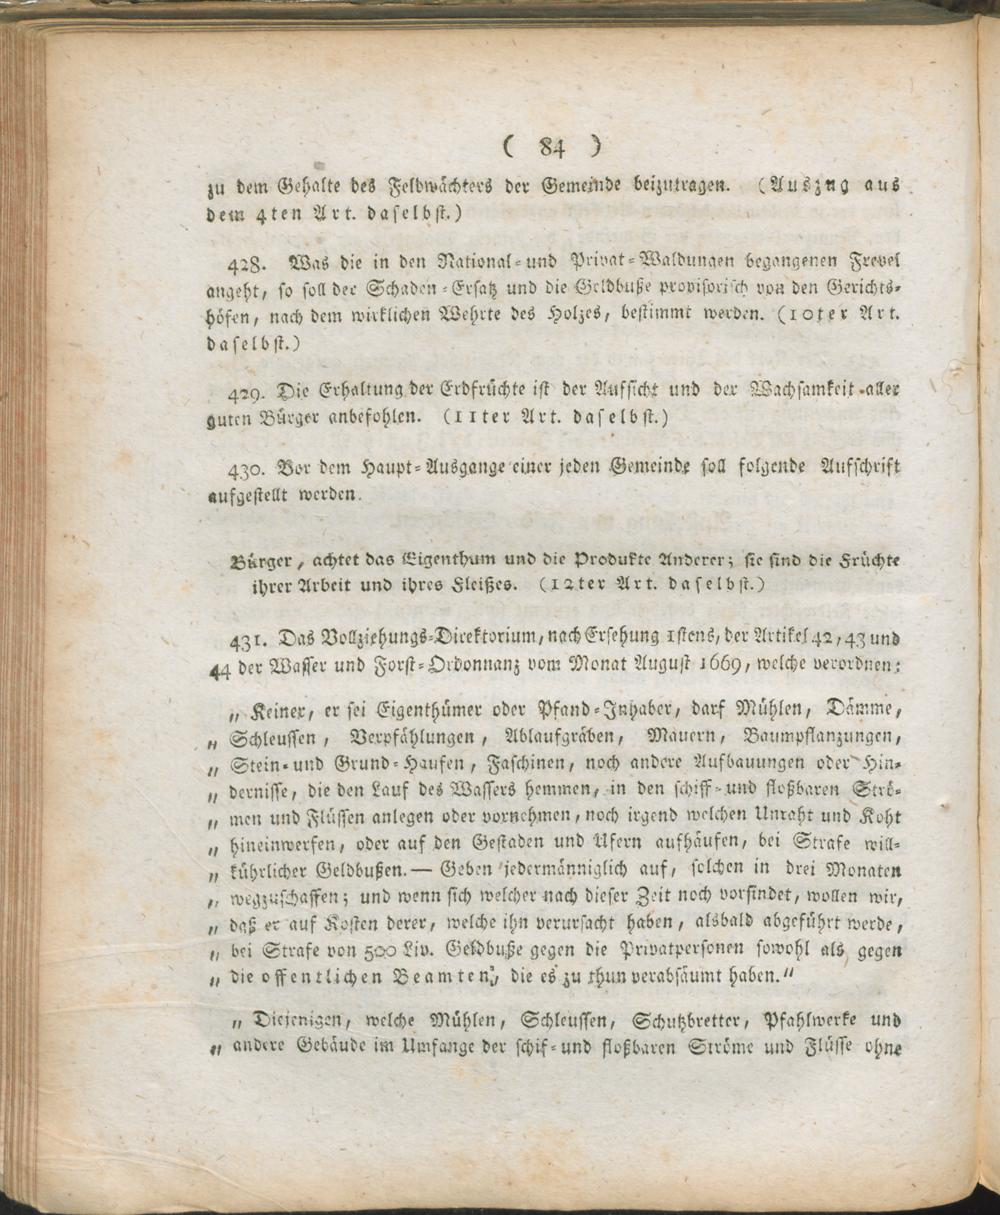 ( 84 )
zu dem Gehalte des Feldwächters der Gemeinde beizutragen. (Auszug aus
dem 4ten Art. daselbst.)
428. Was die in den National-und Privat-Waldungen begangenen Frevel
angeht, so soll der Schaden-Ersatz und die Geldbuße provisorisch von den Gerichts-
höfen, nach dem wirklichen Wehrte des Holzes, bestimmt werden. (10ter Art.
daselbst.)
429. Die Erhaltung der Erdfrüchte ist der Aufsicht und der Wachsamkeit aller
guten Bürger anbefohlen. (11ter Art. daselbst.)
430. Vor dem Haupt-Ausgange einer jeden Gemeinde soll folgende Aufschrift
aufgestellt werden.
Bürger, achtet das Eigenthum und die Produkte Anderer; sie sind die Früchte
ihrer Arbeit und ihres Fleißes. (12ter Art. daselbst.)
431. Das Vollziehungs-Direktorium, nach Ersehung 1stens, der Artikel 42, 43 und
44 der Wasser und Forst-Ordonnanz vom Monat August 1669, welche verordnen:
„ Keiner, er sei Eigenthümer oder Pfand-Inhaber, darf Mühlen, Dämme,
„ Schleussen, Verpfählungen, Ablaufgräben, Mauern, Baumpflanzungen,
„ Stein-und Grund-Haufen, Faschinen, noch andere Aufbauungen oder Hin-
„ dernisse, die den Lauf des Wassers hemmen, in den schiff-und floßbaren Strö-
„ men und Flüssen anlegen oder vornehmen, noch irgend welchen Unraht und Koht
„ hineinwerfen, oder auf den Gestaden und Ufern aufhäufen, bei Strafe will-
„ kührlicher Geldbußen. — Geben jedermänniglich auf, solchen in drei Monaten
„ wegzuschaffen; und wenn sich welcher nach dieser Zeit noch vorfindet, wollen wir,
„ daß er auf Kosten derer, welche ihn verursacht haben, alsbald abgeführt werde,
„ bei Strafe von 500 Liv. Geldbuße gegen die Privatpersonen sowohl als gegen
„ die offentlichen Beamten, die es zu thun verabsäumt haben."
„ Diejenigen, welche Mühlen, Schleussen, Schutzbretter, Pfahlwerke und
„ andere Gebäude im Umfange der schif-und floßbaren Ströme und Flüsse ohne